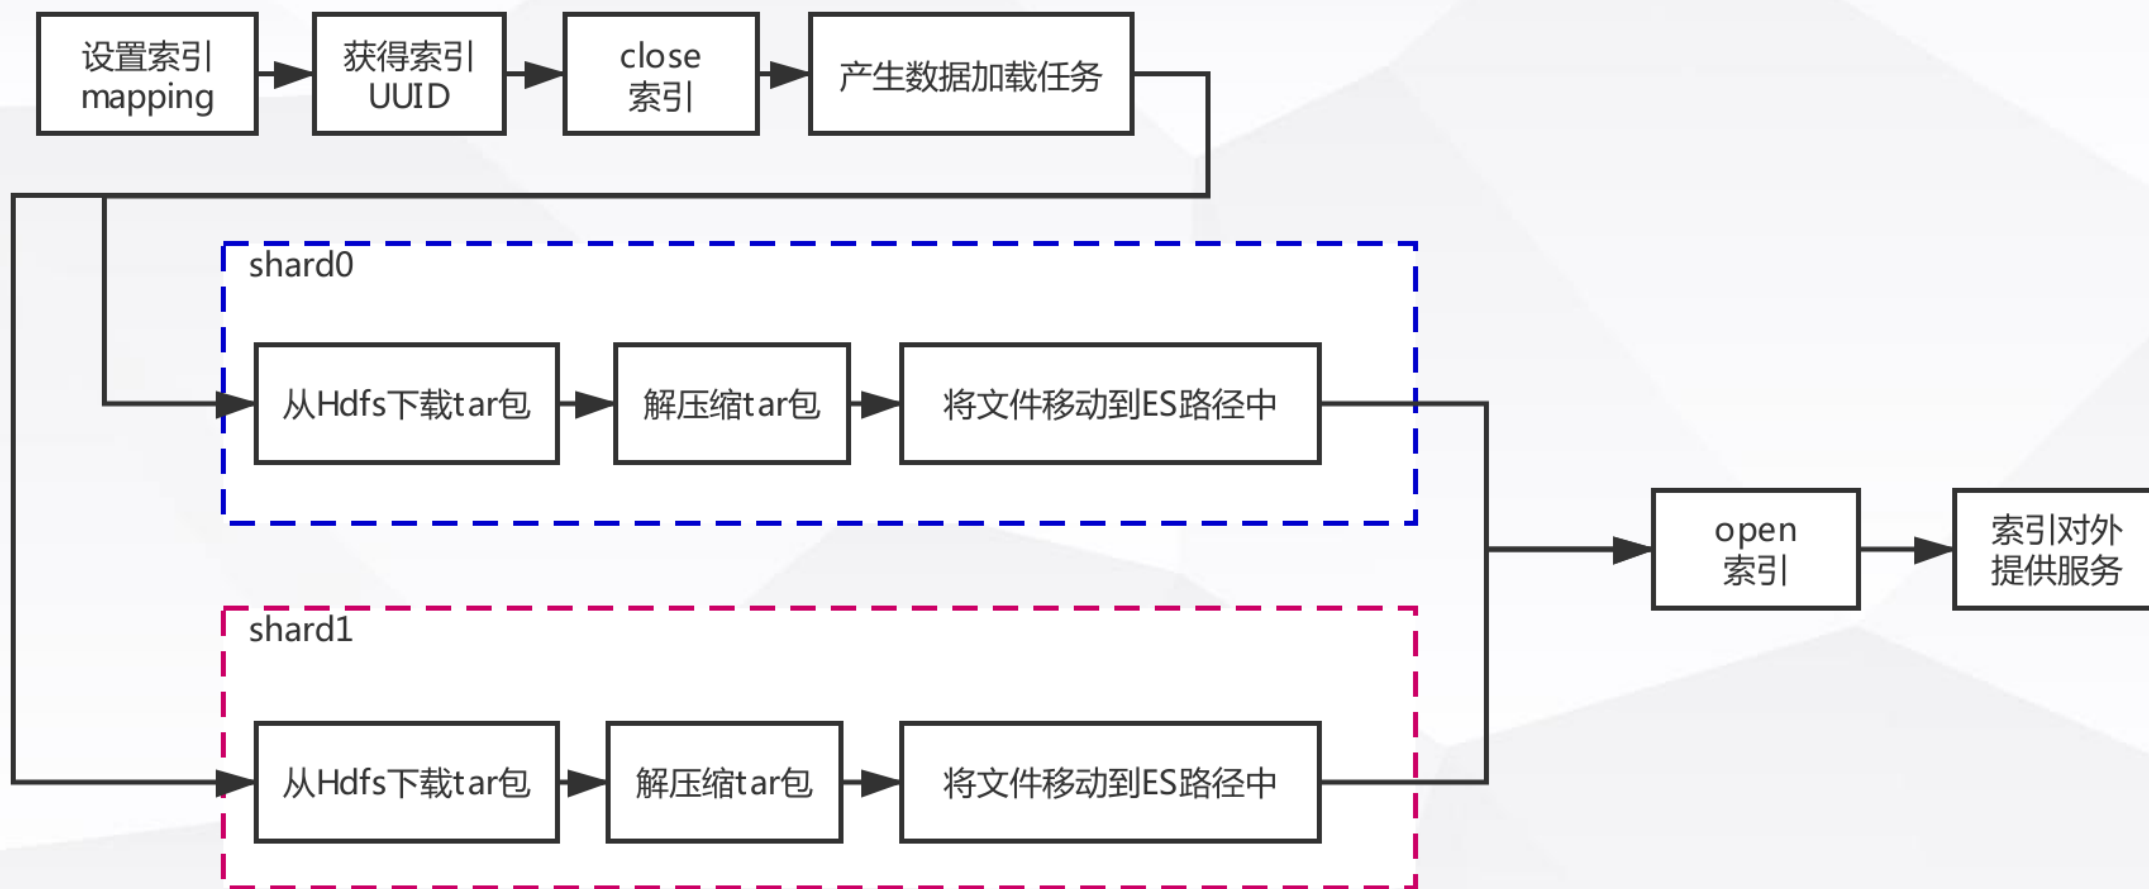 设置索引
mapping
获得索引
UUID
close
索引
产生数据加载任务
shard0
从Hdfs下载tar包
解压缩tar包
将文件移动到ES路径中
open
索引
索引对外
提供服务
shard1
从Hdfs下载tar包
解压缩tar包
将文件移动到ES路径中